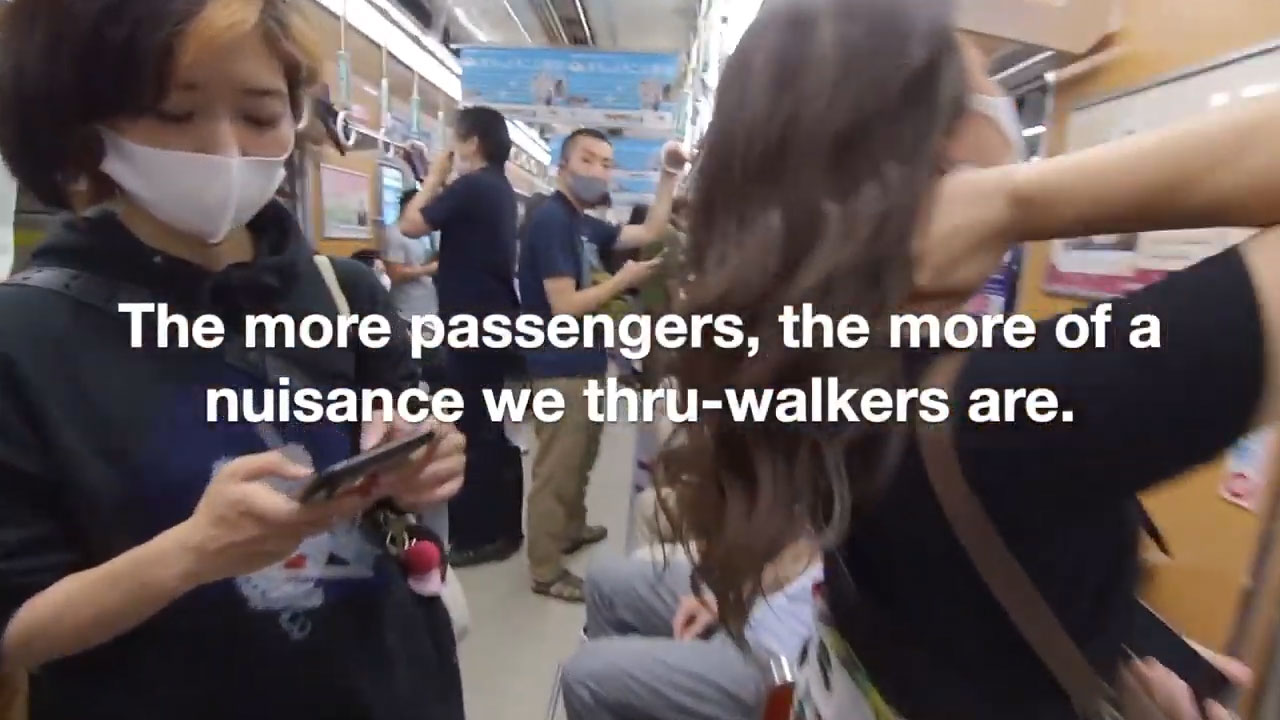 The more passengers, the more of a
nuisance we thru-walkers are.